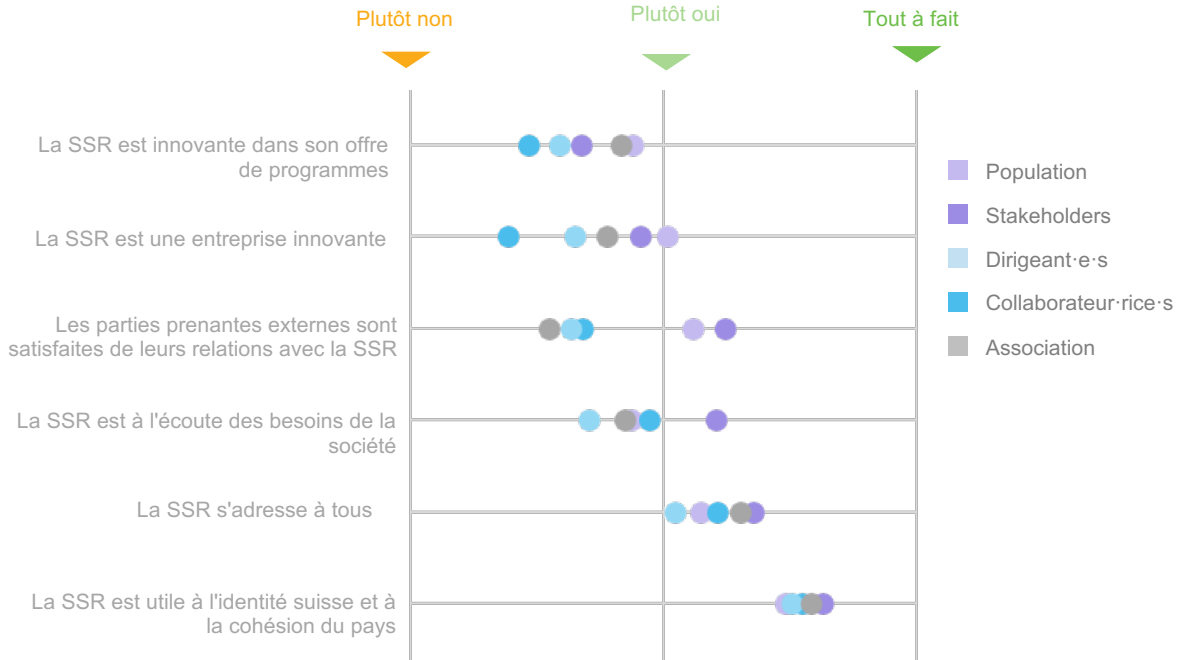 Plutôt non
Plutôt oui
Tout à fait
La SSR est innovante dans son offre
de programmes
La SSR est une entreprise innovante
Les parties prenantes externes sont
satisfaites de leurs relations avec la SSR
La SSR est à l'écoute des besoins de la
société
La SSR s'adresse à tous
La SSR est utile à l'identité suisse et à
la cohésion du pays
Population
Stakeholders
Dirigeant·e·s
Collaborateur·rice·s
Association